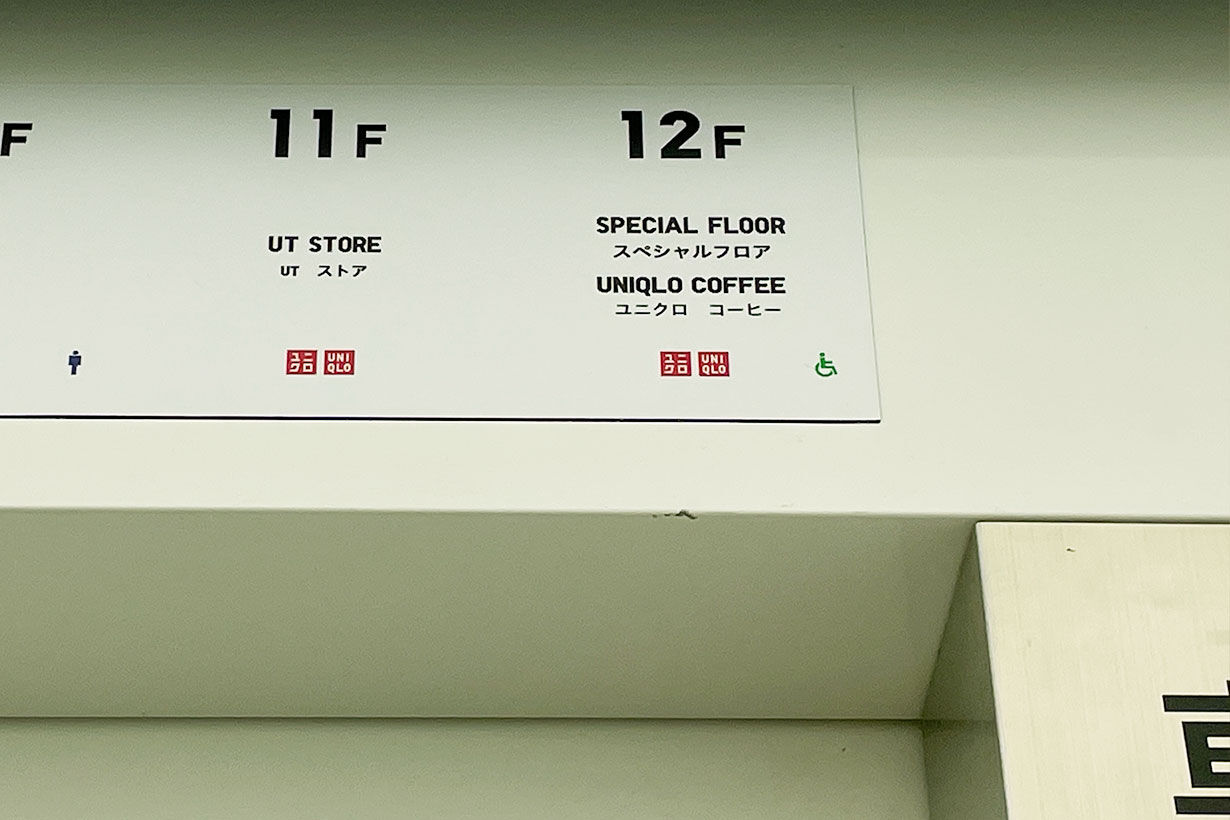 F
11F
UT STORE
UT ストア
ユニクロ UNIQLO
12F
SPECIAL FLOOR
スペシャルフロア
UNIQLO COFFEE
ユニクロ コーヒー
ユニクロ UNIQLO